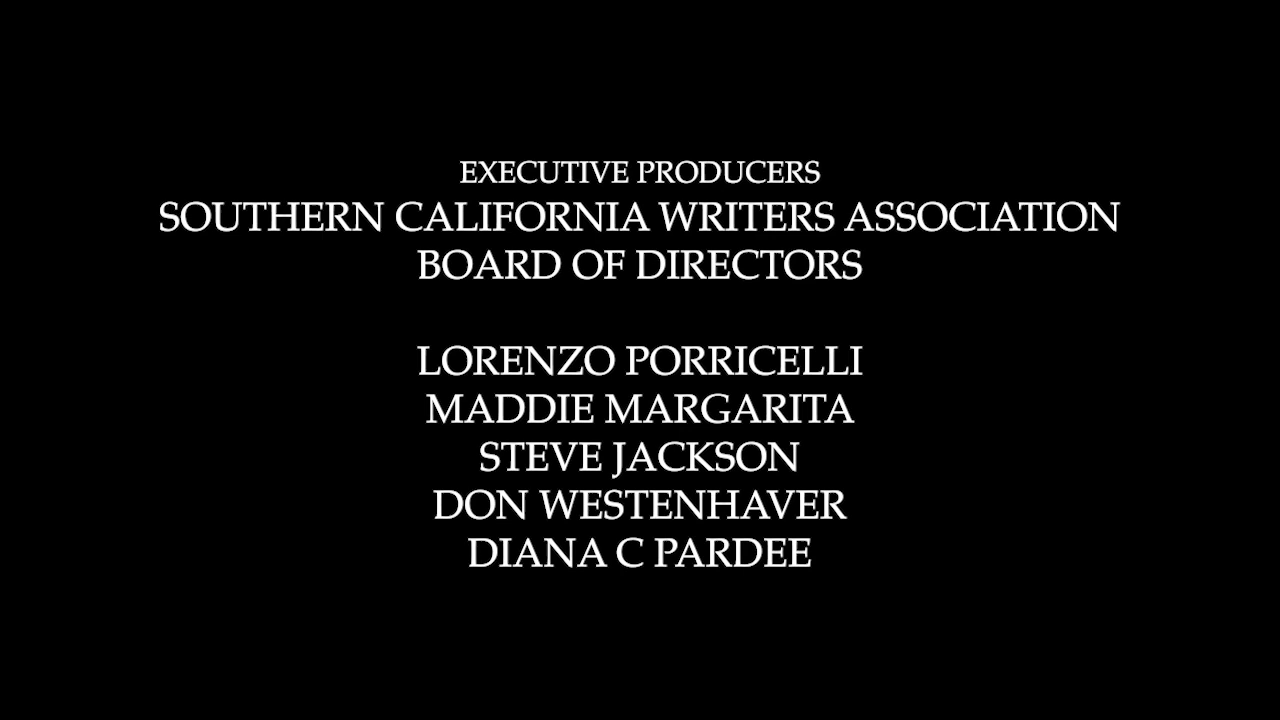 EXECUTIVE PRODUCERS
SOUTHERN CALIFORNIA WRITERS ASSOCIATION
BOARD OF DIRECTORS
LORENZO PORRICELLI
MADDIE MARGARITA
STEVE JACKSON
DON WESTENHAVER
DIANA C PARDEE